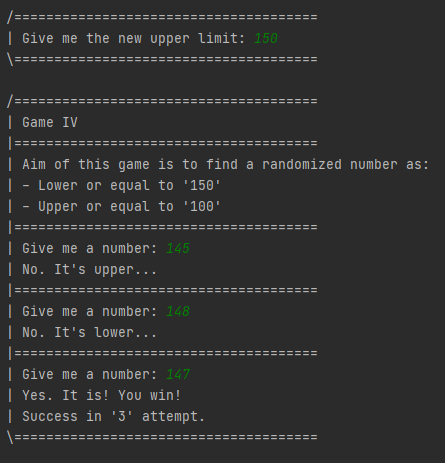 /======================================
| Give me the new upper limit: 150
\======================================
/======================================
| Game IV
|======================================
| Aim of this game is to find a randomized number as:
| - Lower or equal to '150'
| - Upper or equal to '100'
|======================================
| Give me a number: 145
| No. It's upper...
|======================================
| Give me a number: 148
| No. It's lower...
|======================================
| Give me a number: 147
| Yes. It is! You win!
| Success in '3' attempt.
\======================================